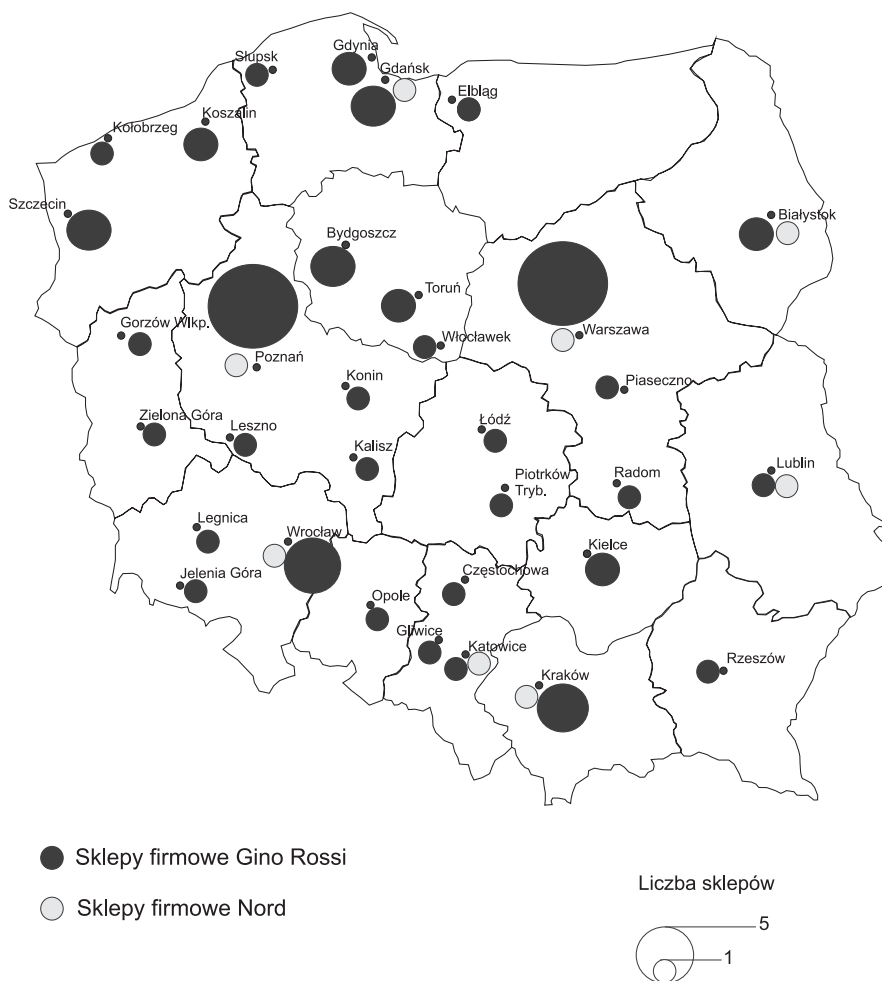 Gdynia
Słupsk
Gdańsk
Elbląg
Koszalin
Kołobrzeg
Szczecin
Białystok
Bydgoszcz
Toruń
Gorzów Wlkp.
Włocławek
Warszawa
Poznań
Konin
Piaseczno
Zielona Góra
Leszno
Łódź
Kalisz
Piotrków
Tryb.
Radom
Lublin
Legnica
Wrocław
Kielce
Jelenia Góra
Częstochowa
Opole
Gliwice
Katowice
Kraków
Rzeszów
Sklepy firmowe Gino Rossi
Sklepy firmowe Nord
Liczba sklepów
5
1